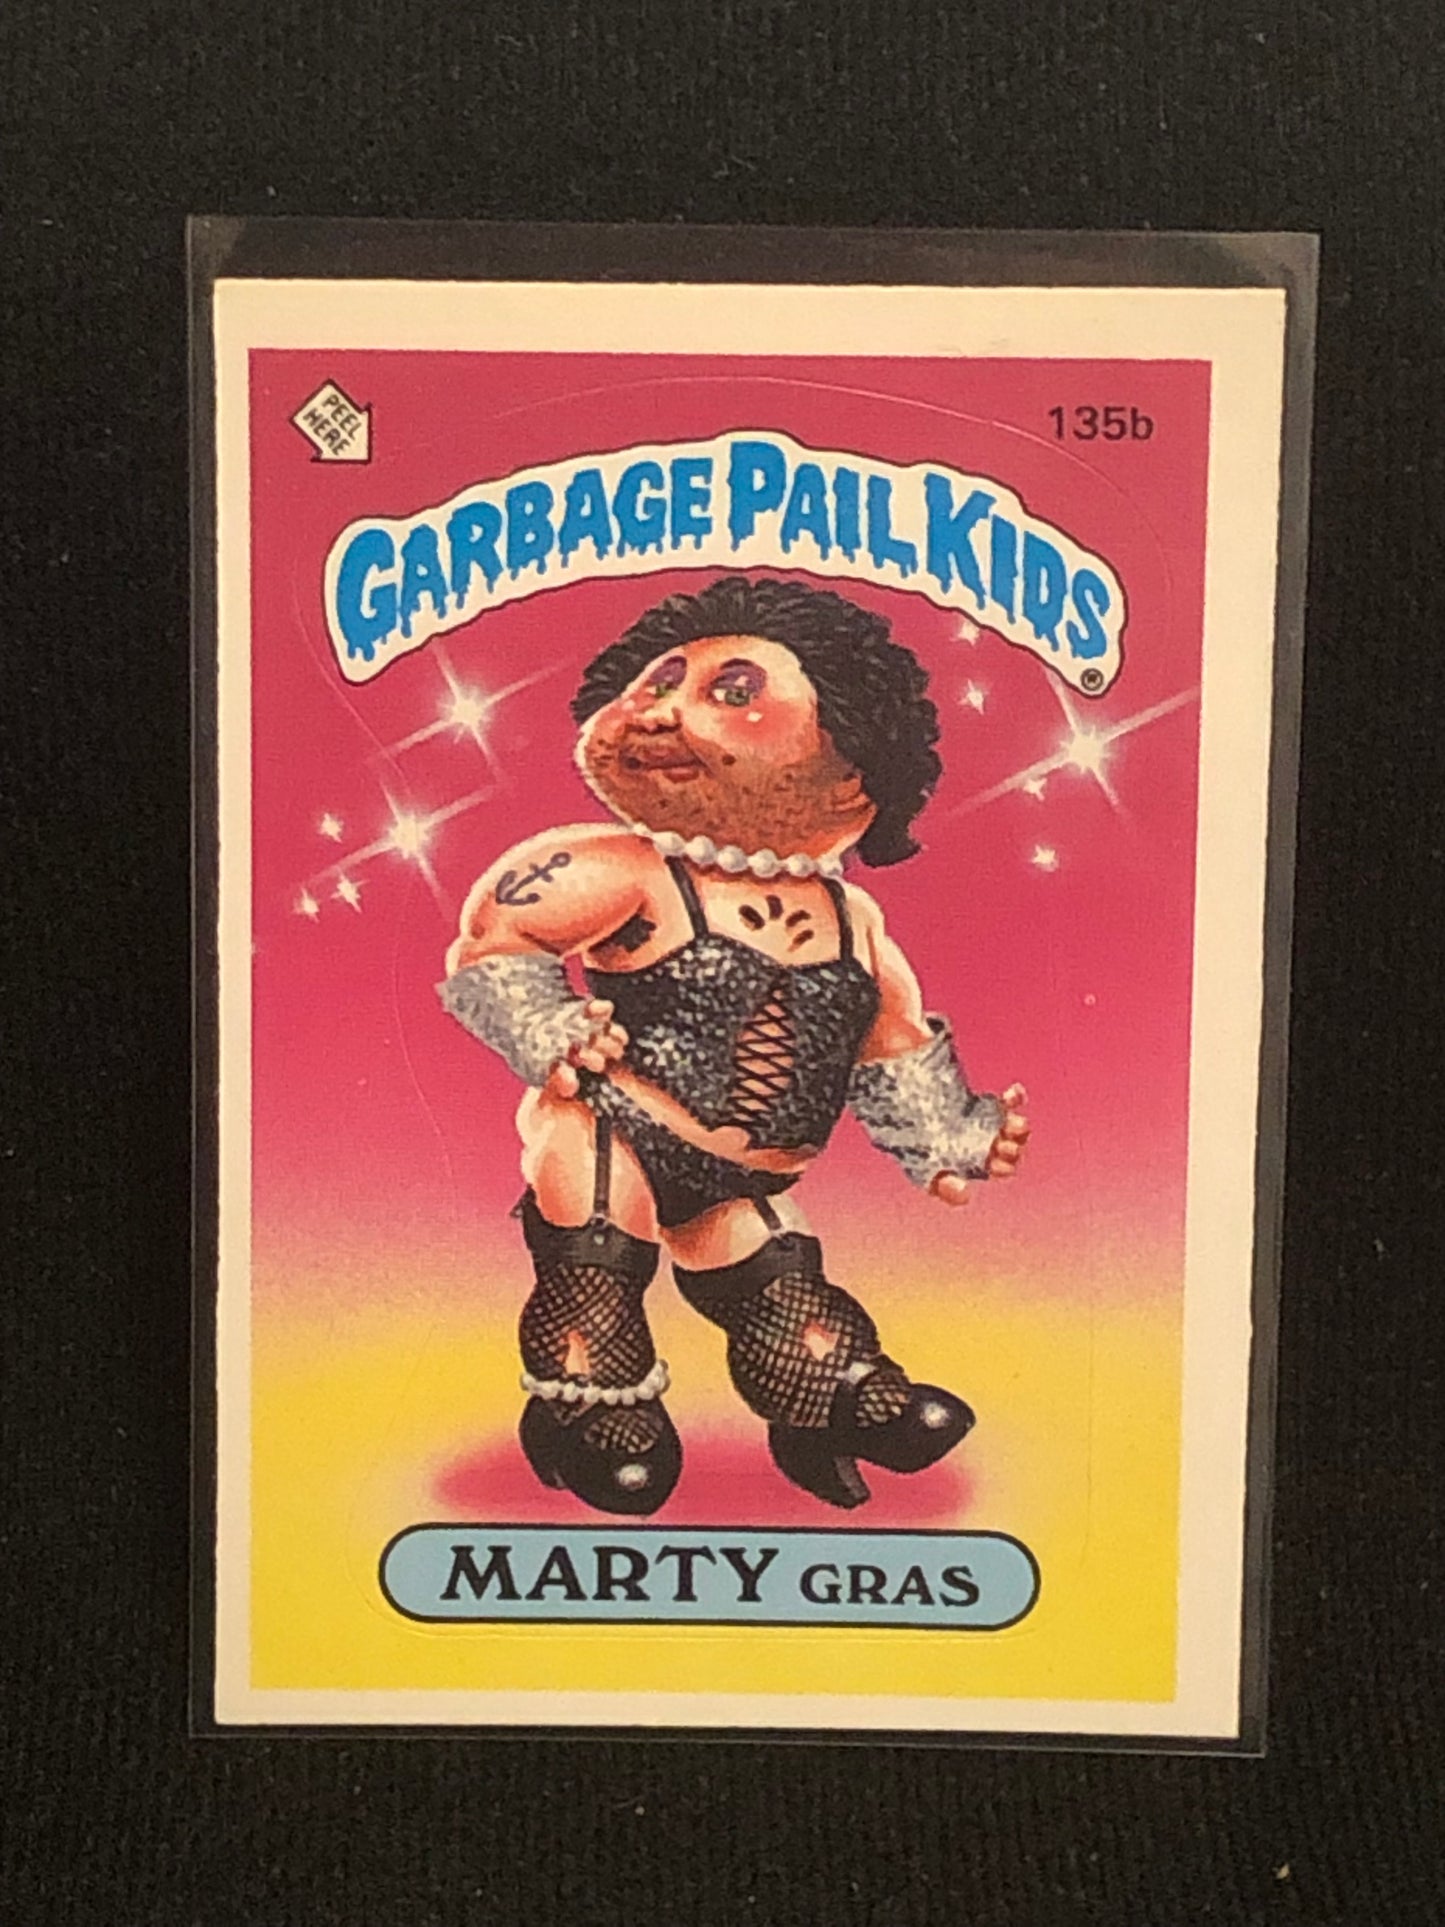 PEEL
HERE
135b
GARBAGE PAIL KIDS
®
MARTY GRAS